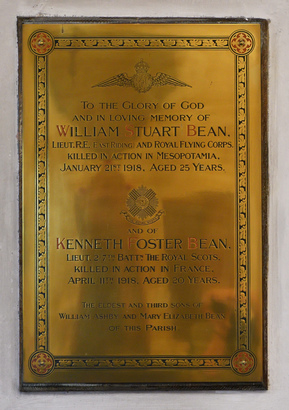 To the Glory of God
and in loving memory of
William Stuart Bean,
Lieut. R.E. (East Riding) and Royal Flying Corps,
killed in action in Mesopotamia,
January 21st 1918, Aged 25 Years.
and of
Kenneth Foster Bean,
Lieut. 2/7th Battn. The Royal Scots,
killed in action in France,
April 11th 1918, Aged 20 Years.
The eldest and third sons of
William Ashby and Mary Elizabeth Bean
of this Parish.